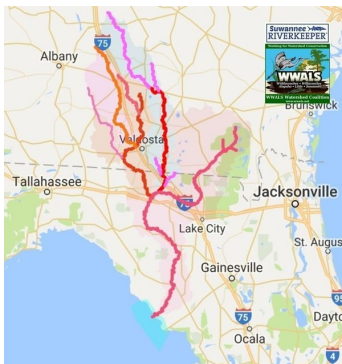 Suwannee
RIVERKEEPER®
WWALS
WWALS Watershed Coalition
75
Albany
Brunswick
Valdosta
Tallahassee
Jacksonville
Lake City
St. Augus
Gainesville
75
95
Dayto
Ocala
4